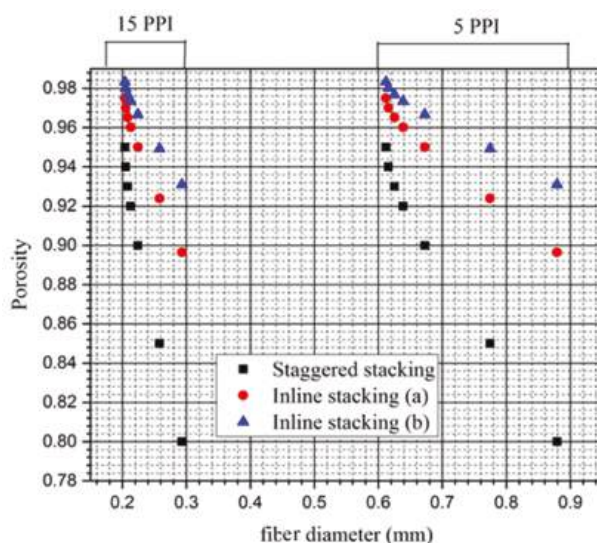 15 PPI
5 PPI
0.98
0.96
0.94
0.92
0.90
0.88
0.86
0.84
0.82
0.80
0.78
Porosity
Staggered stacking
Inline stacking (a)
Inline stacking (b)
0.2 0.3 0.4 0.5 0.6 0.7 0.8 0.9
fiber diameter (mm)